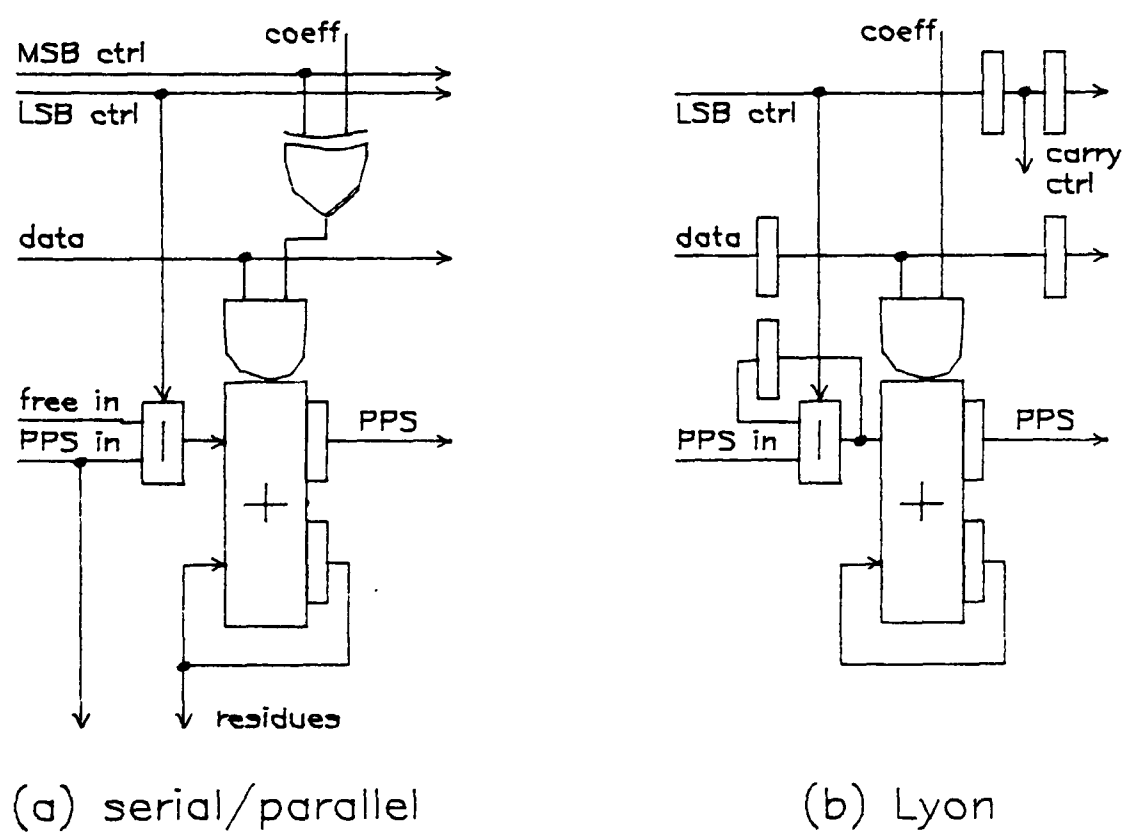 coeff
MSB ctrl
LSB ctrl
data
free in
PPS in
PPS
+
residues
(a) serial/parallel
coeff
LSB ctrl
carry
ctrl
data
PPS in
PPS
+
(b) Lyon